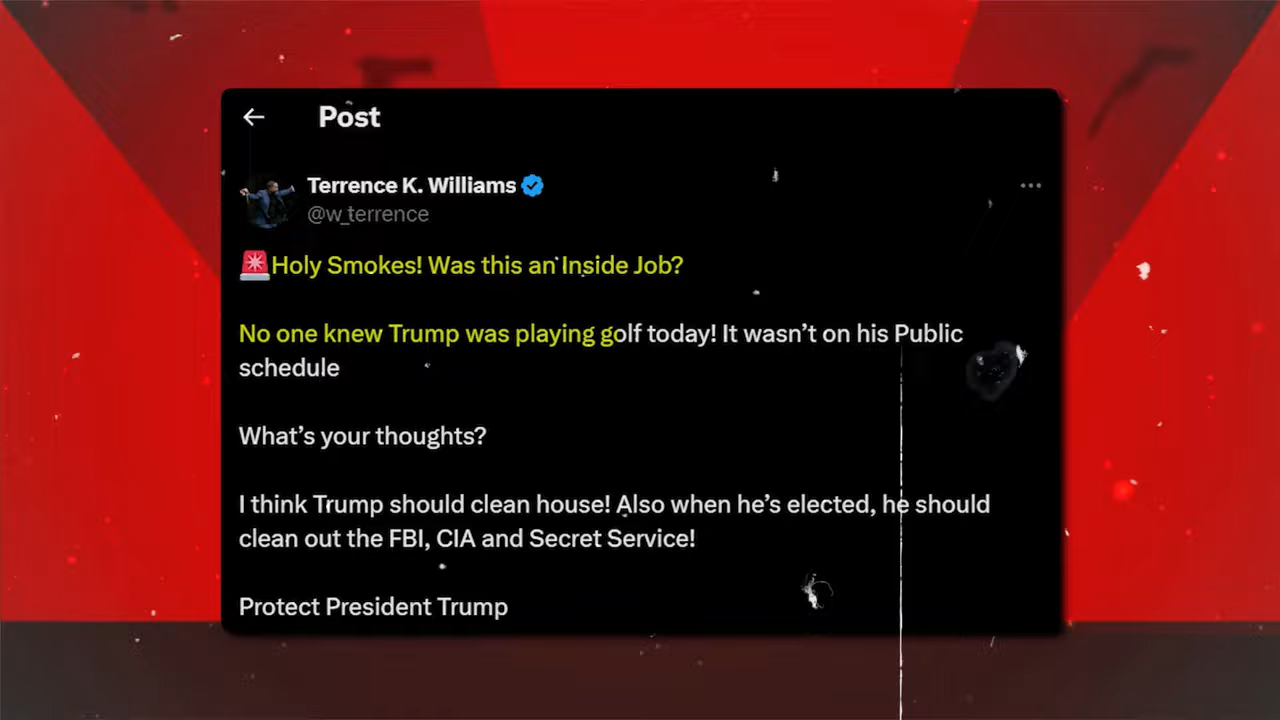 Post
Terrence K. Williams
@w_terrence
🚨Holy Smokes! Was this an Inside Job?
No one knew Trump was playing golf today! It wasn’t on his Public
schedule
What’s your thoughts?
I think Trump should clean house! Also when he’s elected, he should
clean out the FBI, CIA and Secret Service!
Protect President Trump